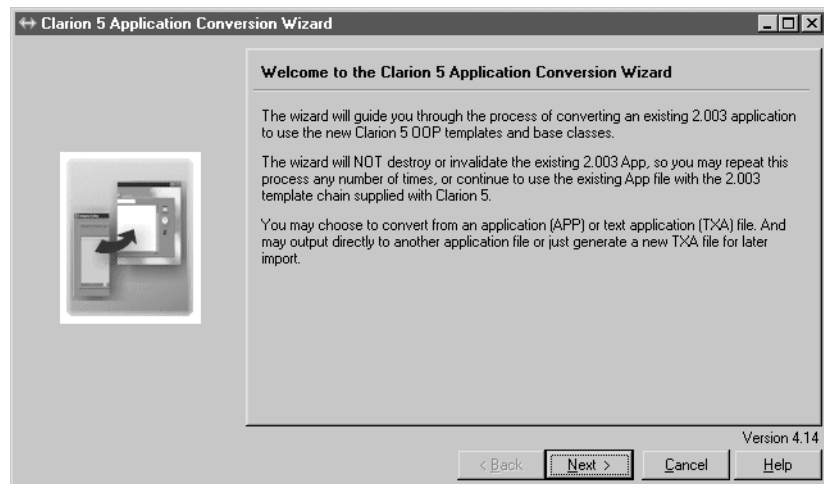 Clarion 5 Application Conversion Wizard
Welcome to the Clarion 5 Application Conversion Wizard
The wizard will guide you through the process of converting an existing 2.003 application
to use the new Clarion 5 OOP templates and base classes.
The wizard will NOT destroy or invalidate the existing 2.003 App, so you may repeat this
process any number of times, or continue to use the existing App file with the 2.003
template chain supplied with Clarion 5.
You may choose to convert from an application (APP) or text application (TXA) file. And
may output directly to another application file or just generate a new TXA file for later
import.
Version 4.14
< Back Next > Cancel Help